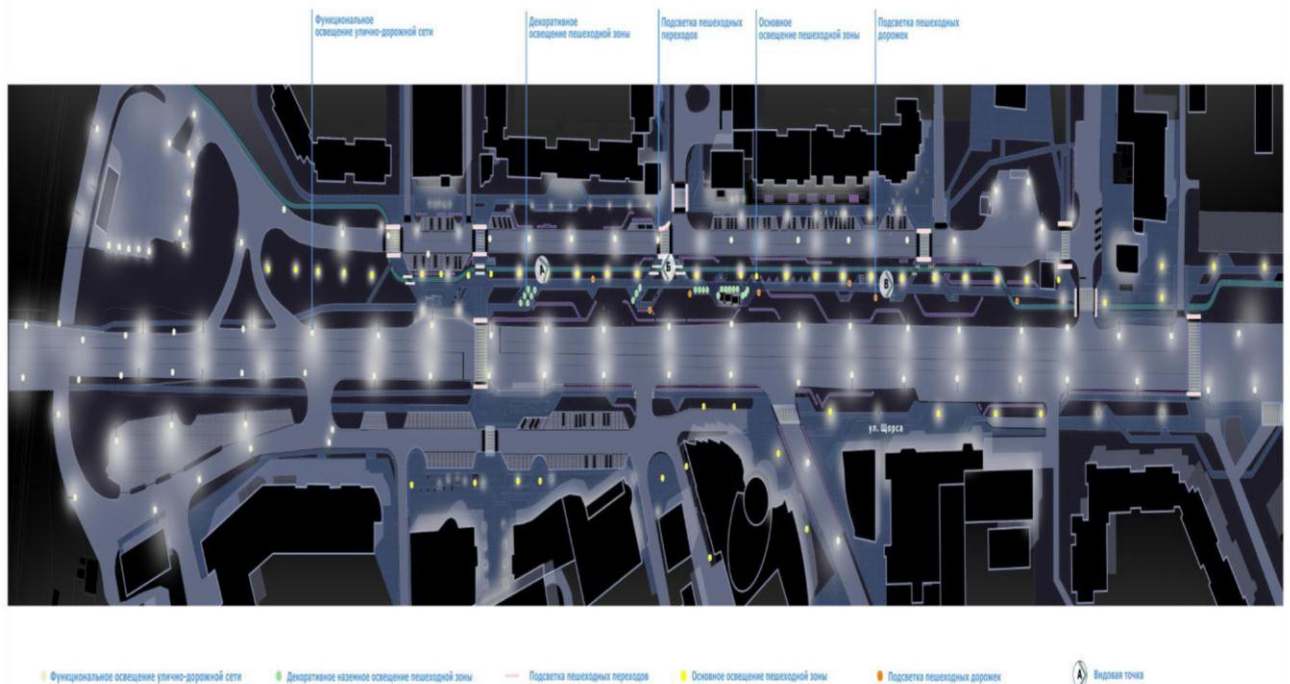 Функциональное
освещение улично-дорожной сети
Декоративное
освещение пешеходной зоны
Подсветка пешеходных
переходов
Основное
освещение пешеходной зоны
Подсветка пешеходных
дорожек
А
Б
В
ул. Щорса
Функциональное освещение улично-дорожной сети
Декоративное наземное освещение пешеходной зоны
Подсветка пешеходных переходов
Основное освещение пешеходной зоны
Подсветка пешеходных дорожек
А
Видовая точка